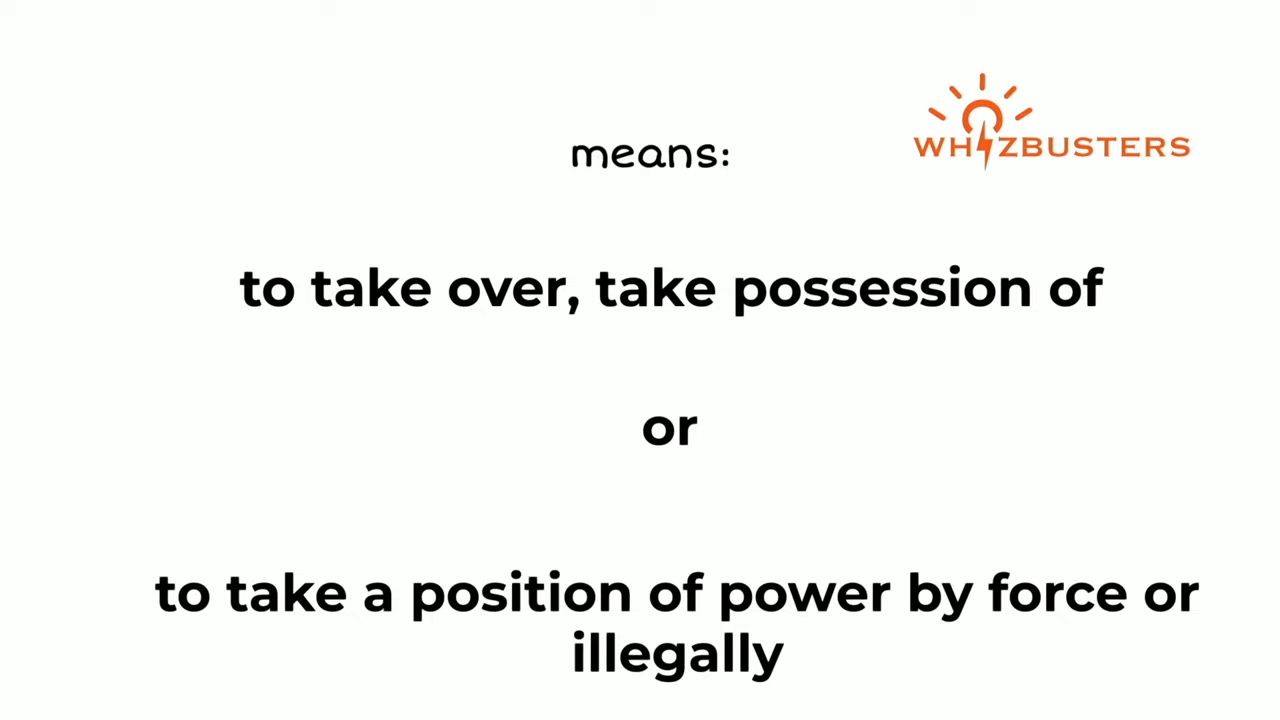 WHIZBUSTERS
means:
to take over, take possession of
or
to take a position of power by force or
illegally